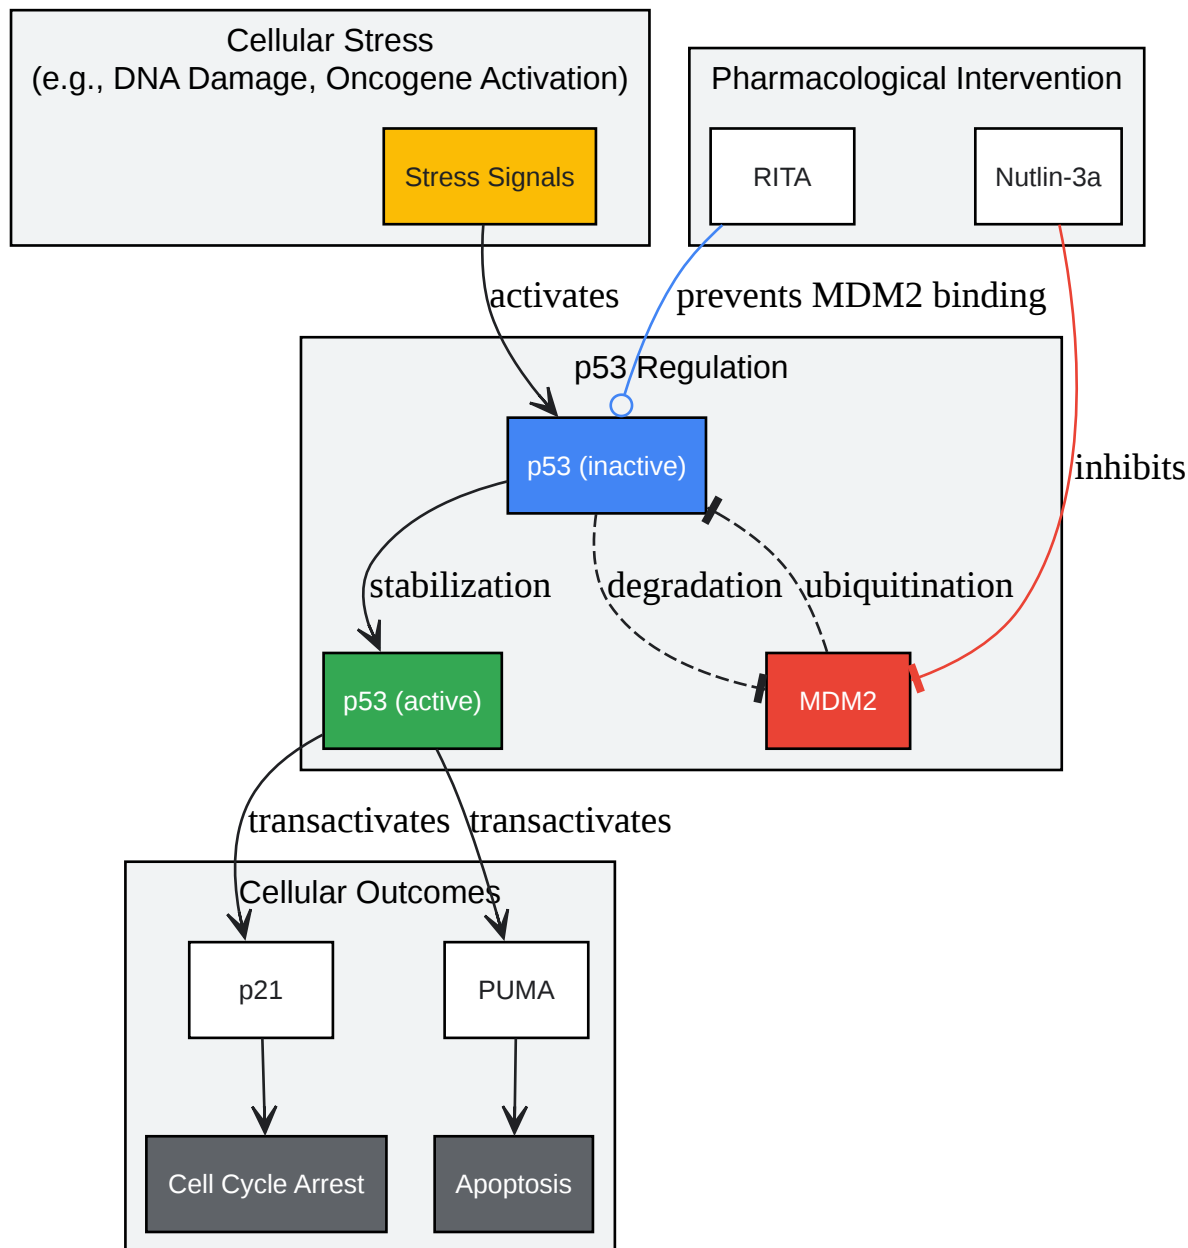 Cellular Stress
(e.g., DNA Damage, Oncogene Activation)
Pharmacological Intervention
Stress Signals
RITA
Nutlin-3a
activates
prevents MDM2 binding
p53 Regulation
p53 (inactive)
inhibits
stabilization
degradation
ubiquitination
p53 (active)
MDM2
transactivates
transactivates
Cellular Outcomes
p21
PUMA
Cell Cycle Arrest
Apoptosis